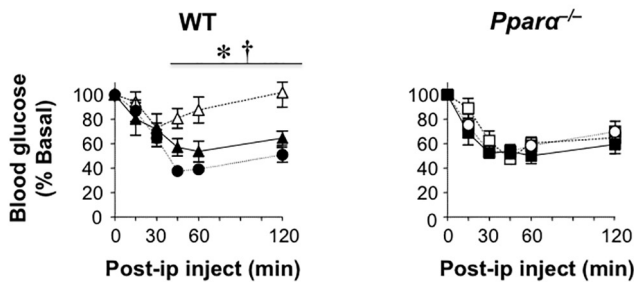 WT
Pparα–/–
* †
Blood glucose
(% Basal)
100
80
60
40
20
0
0 30 60 120
Post-ip inject (min)
100
80
60
40
20
0
0 30 60 120
Post-ip inject (min)